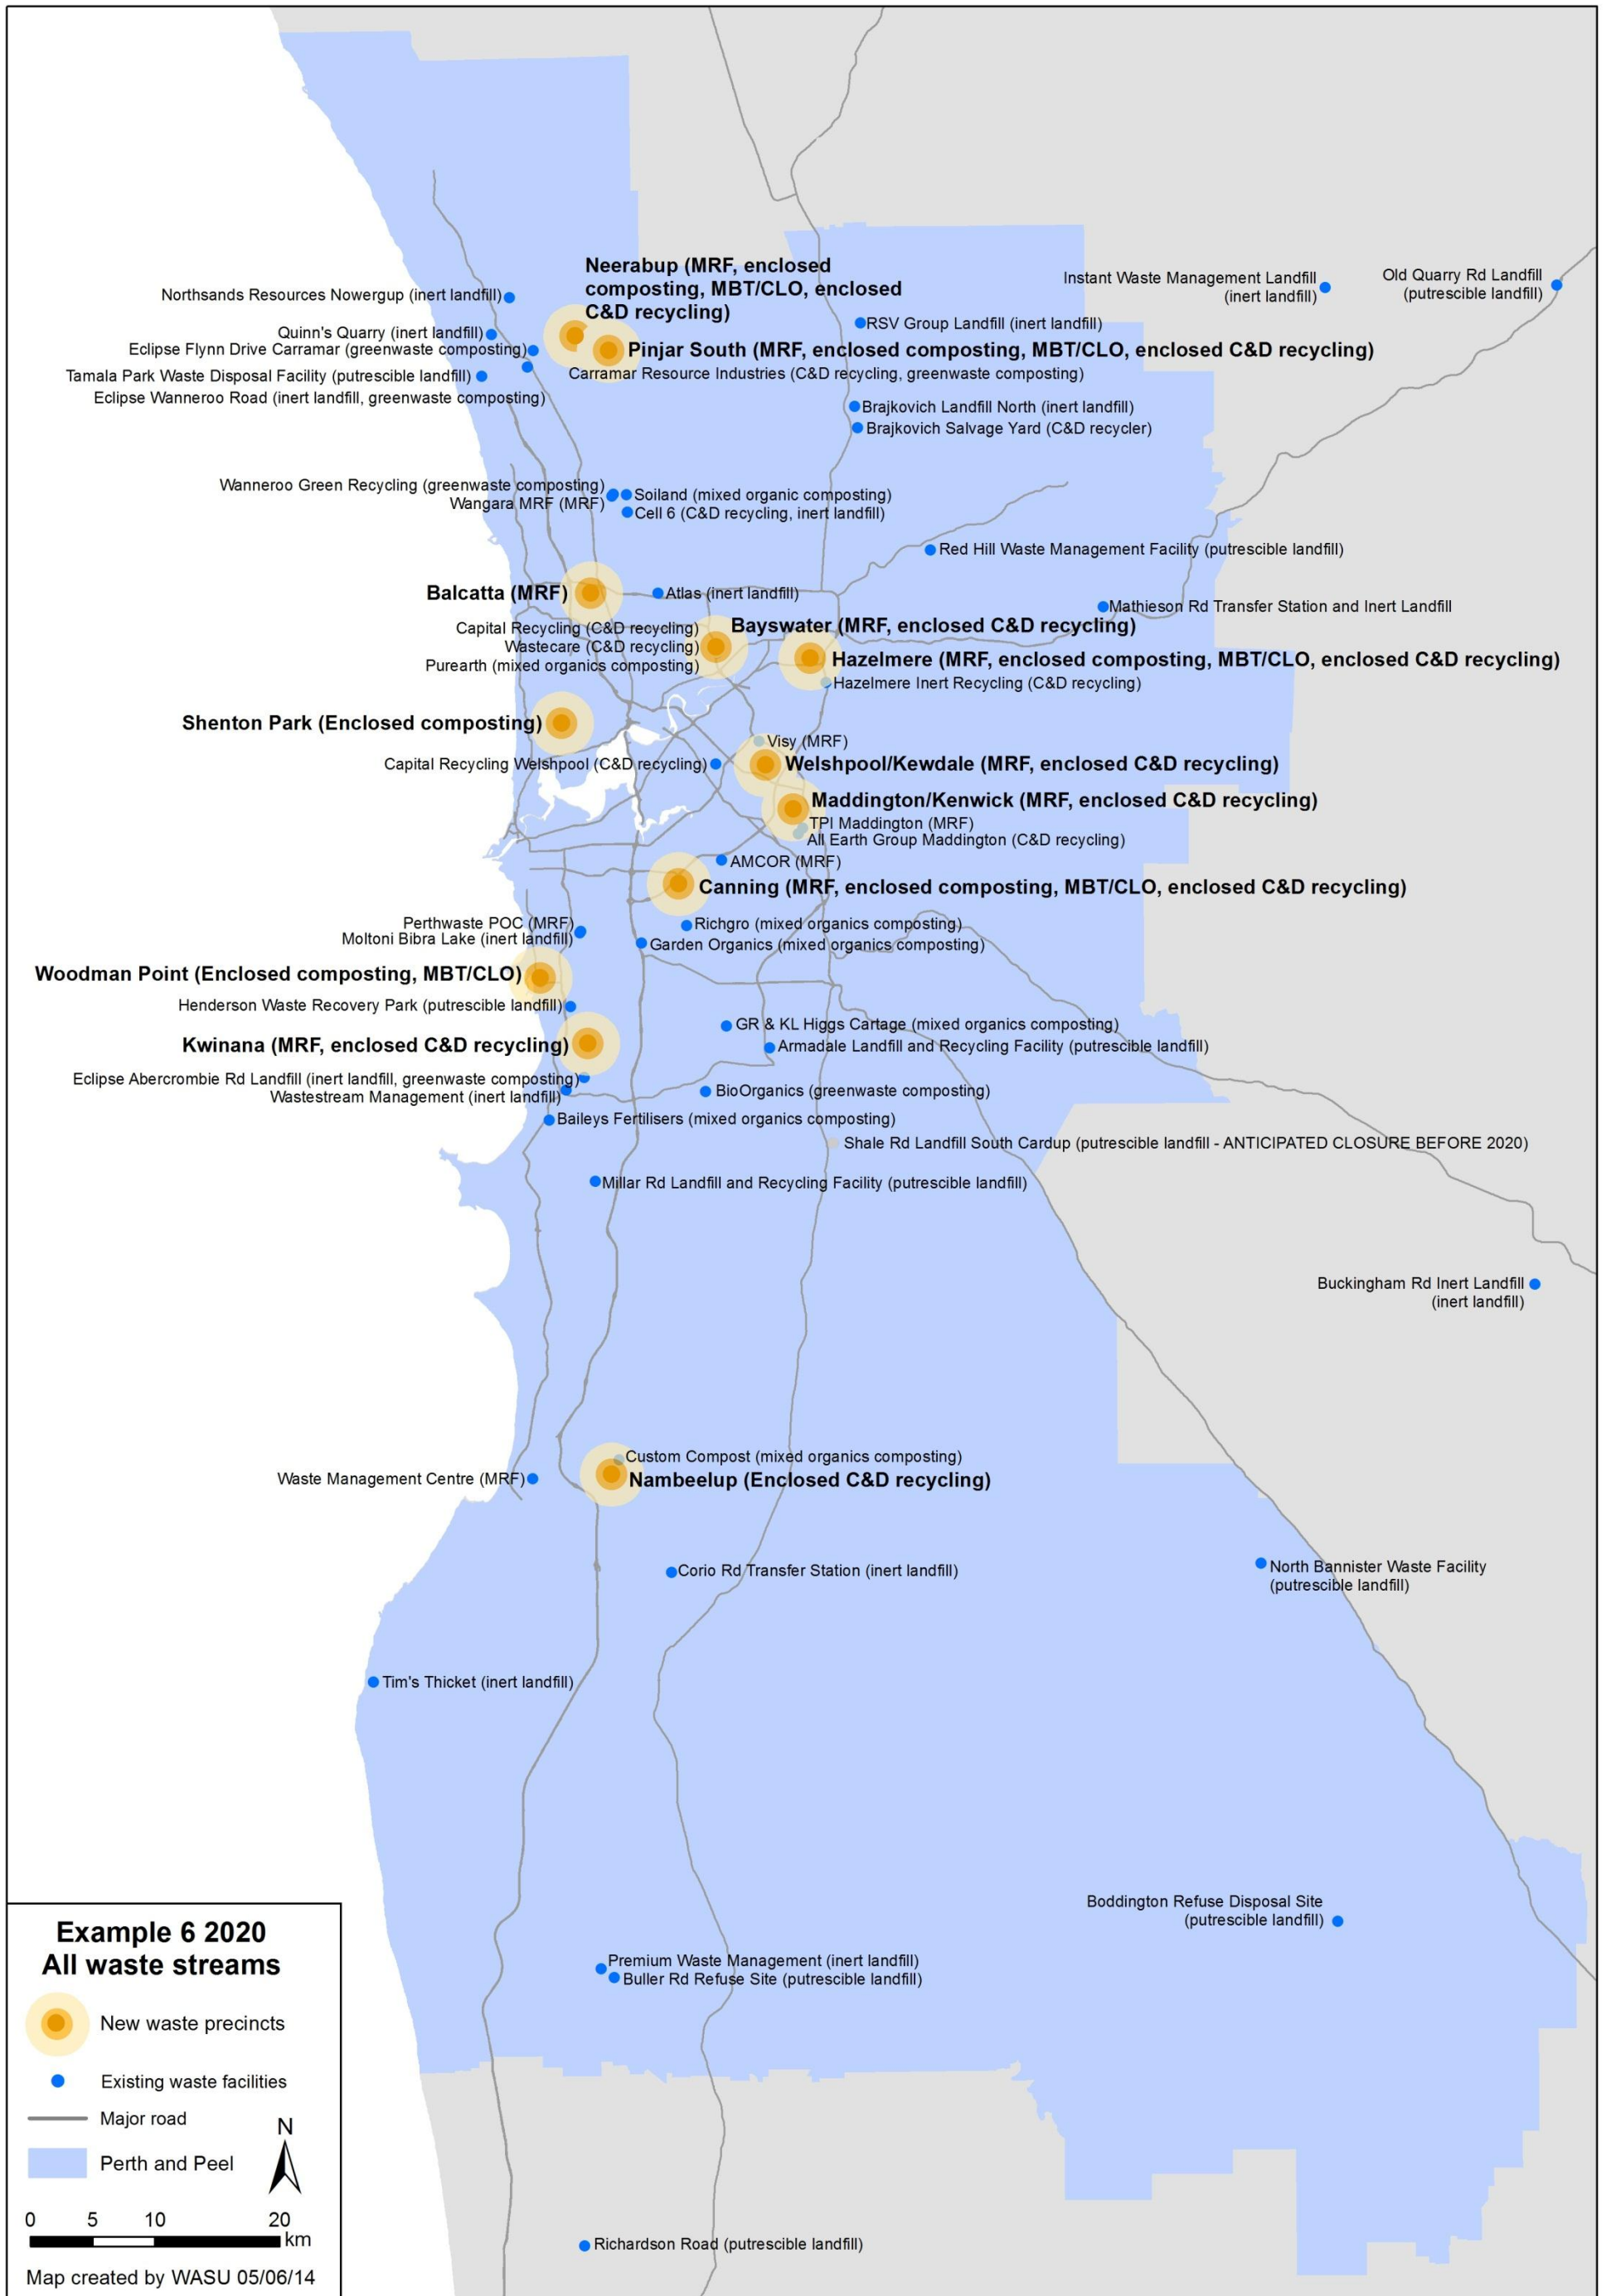 Neerabup (MRF, enclosed
composting, MBT/CLO, enclosed
C&D recycling)
Instant Waste Management Landfill
(inert landfill)
Old Quarry Rd Landfill
(putrescible landfill)
Northsands Resources Nowergup (inert landfill)
RSV Group Landfill (inert landfill)
Quinn's Quarry (inert landfill)
Eclipse Flynn Drive Carramar (greenwaste composting)
Pinjar South (MRF, enclosed composting, MBT/CLO, enclosed C&D recycling)
Tamala Park Waste Disposal Facility (putrescible landfill)
Carramar Resource Industries (C&D recycling, greenwaste composting)
Eclipse Wanneroo Road (inert landfill, greenwaste composting)
Brajkovich Landfill North (inert landfill)
Brajkovich Salvage Yard (C&D recycler)
Wanneroo Green Recycling (greenwaste composting)
Soiland (mixed organic composting)
Wangara MRF (MRF)
Cell 6 (C&D recycling, inert landfill)
Red Hill Waste Management Facility (putrescible landfill)
Balcatta (MRF)
Atlas (inert landfill)
Mathieson Rd Transfer Station and Inert Landfill
Capital Recycling (C&D recycling)
Bayswater (MRF, enclosed C&D recycling)
Wastecare (C&D recycling)
Purearth (mixed organics composting)
Hazelmere (MRF, enclosed composting, MBT/CLO, enclosed C&D recycling)
Hazelmere Inert Recycling (C&D recycling)
Shenton Park (Enclosed composting)
Visy (MRF)
Capital Recycling Welshpool (C&D recycling)
Welshpool/Kewdale (MRF, enclosed C&D recycling)
Maddington/Kenwick (MRF, enclosed C&D recycling)
TPI Maddington (MRF)
All Earth Group Maddington (C&D recycling)
AMCOR (MRF)
Canning (MRF, enclosed composting, MBT/CLO, enclosed C&D recycling)
Perthwaste POC (MRF)
Richgro (mixed organics composting)
Moltoni Bibra Lake (inert landfill)
Garden Organics (mixed organics composting)
Woodman Point (Enclosed composting, MBT/CLO)
Henderson Waste Recovery Park (putrescible landfill)
GR & KL Higgs Cartage (mixed organics composting)
Kwinana (MRF, enclosed C&D recycling)
Armadale Landfill and Recycling Facility (putrescible landfill)
Eclipse Abercrombie Rd Landfill (inert landfill, greenwaste composting)
Wastestream Management (inert landfill)
BioOrganics (greenwaste composting)
Baileys Fertilisers (mixed organics composting)
Shale Rd Landfill South Cardup (putrescible landfill - ANTICIPATED CLOSURE BEFORE 2020)
Millar Rd Landfill and Recycling Facility (putrescible landfill)
Buckingham Rd Inert Landfill
(inert landfill)
Custom Compost (mixed organics composting)
Waste Management Centre (MRF)
Nambeelup (Enclosed C&D recycling)
Corio Rd Transfer Station (inert landfill)
North Bannister Waste Facility
(putrescible landfill)
Tim's Thicket (inert landfill)
Boddington Refuse Disposal Site
(putrescible landfill)
Premium Waste Management (inert landfill)
Buller Rd Refuse Site (putrescible landfill)
Richardson Road (putrescible landfill)
Example 6 2020
All waste streams
New waste precincts
Existing waste facilities
Major road
N
Perth and Peel
0 5 10 20
km
Map created by WASU 05/06/14